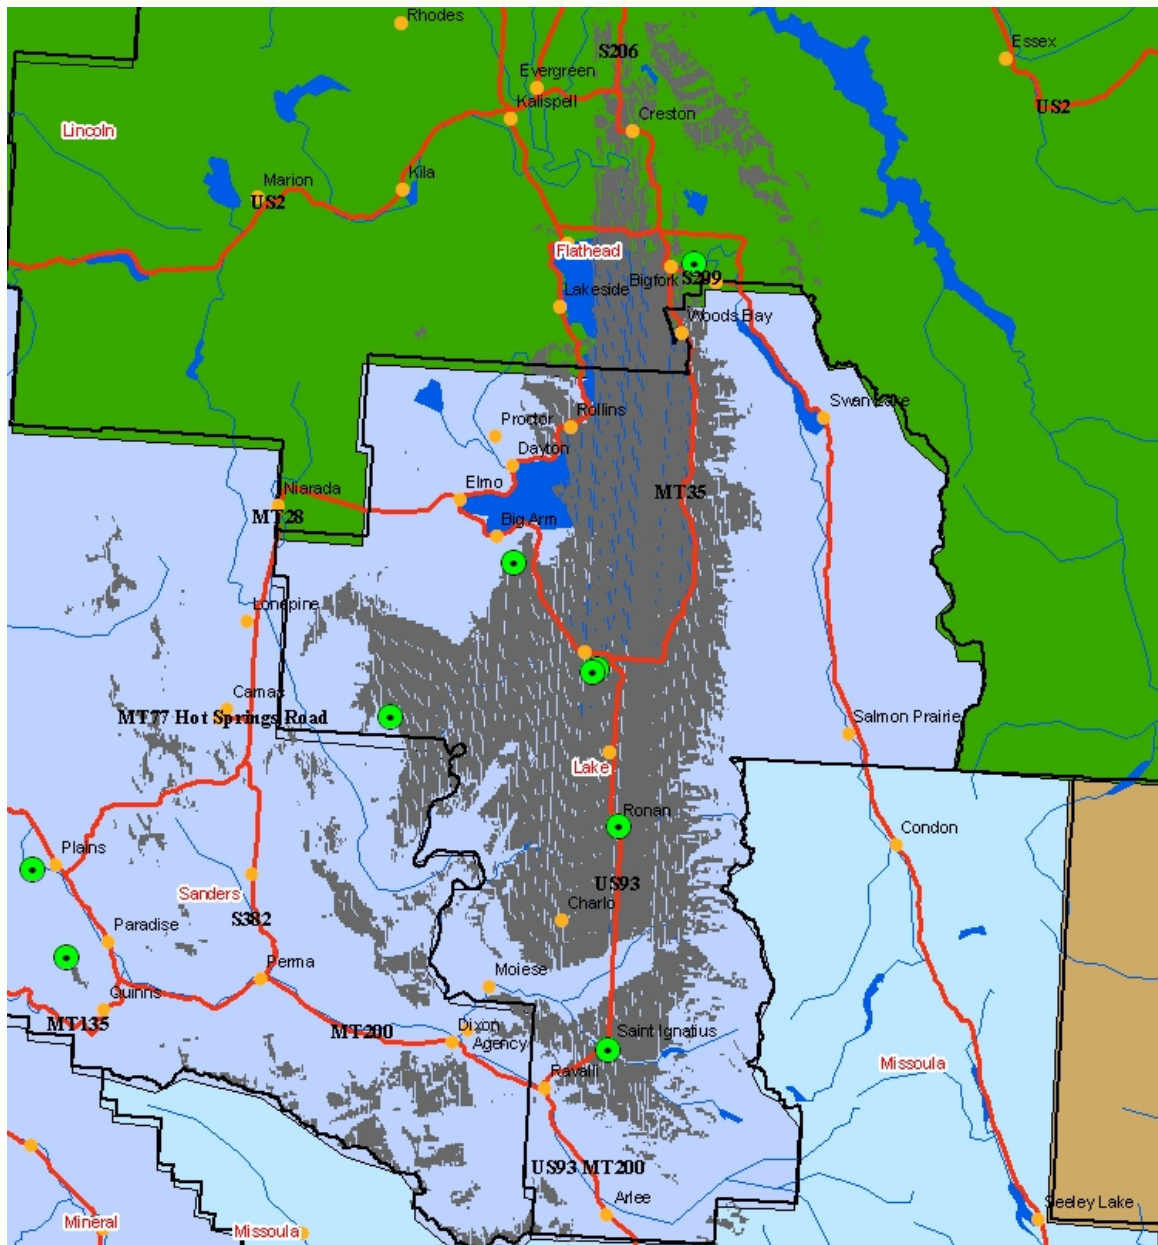 Rhodes
Essex
S206
Evergreen
US2
Kalispell
Creston
Lincoln
Kila
Marion
US2
Flathead
Bigfork
S209
Lakeside
Woods Bay
Swan Lake
Rollins
Proctor
Dayton
Elmo
Niarada
MT35
MT28
Big Arm
Lonepine
Camas
MT77 Hot Springs Road
Salmon Prairie
Lake
Ronan
Condon
Plains
US93
Sanders
Charlo
S382
Paradise
Perma
Moiese
Quinns
MT135
MT200
Dixon
Agency
Saint Ignatius
Ravalli
Missoula
US93 MT200
Arlee
Seeley Lake
Mineral
Missoula